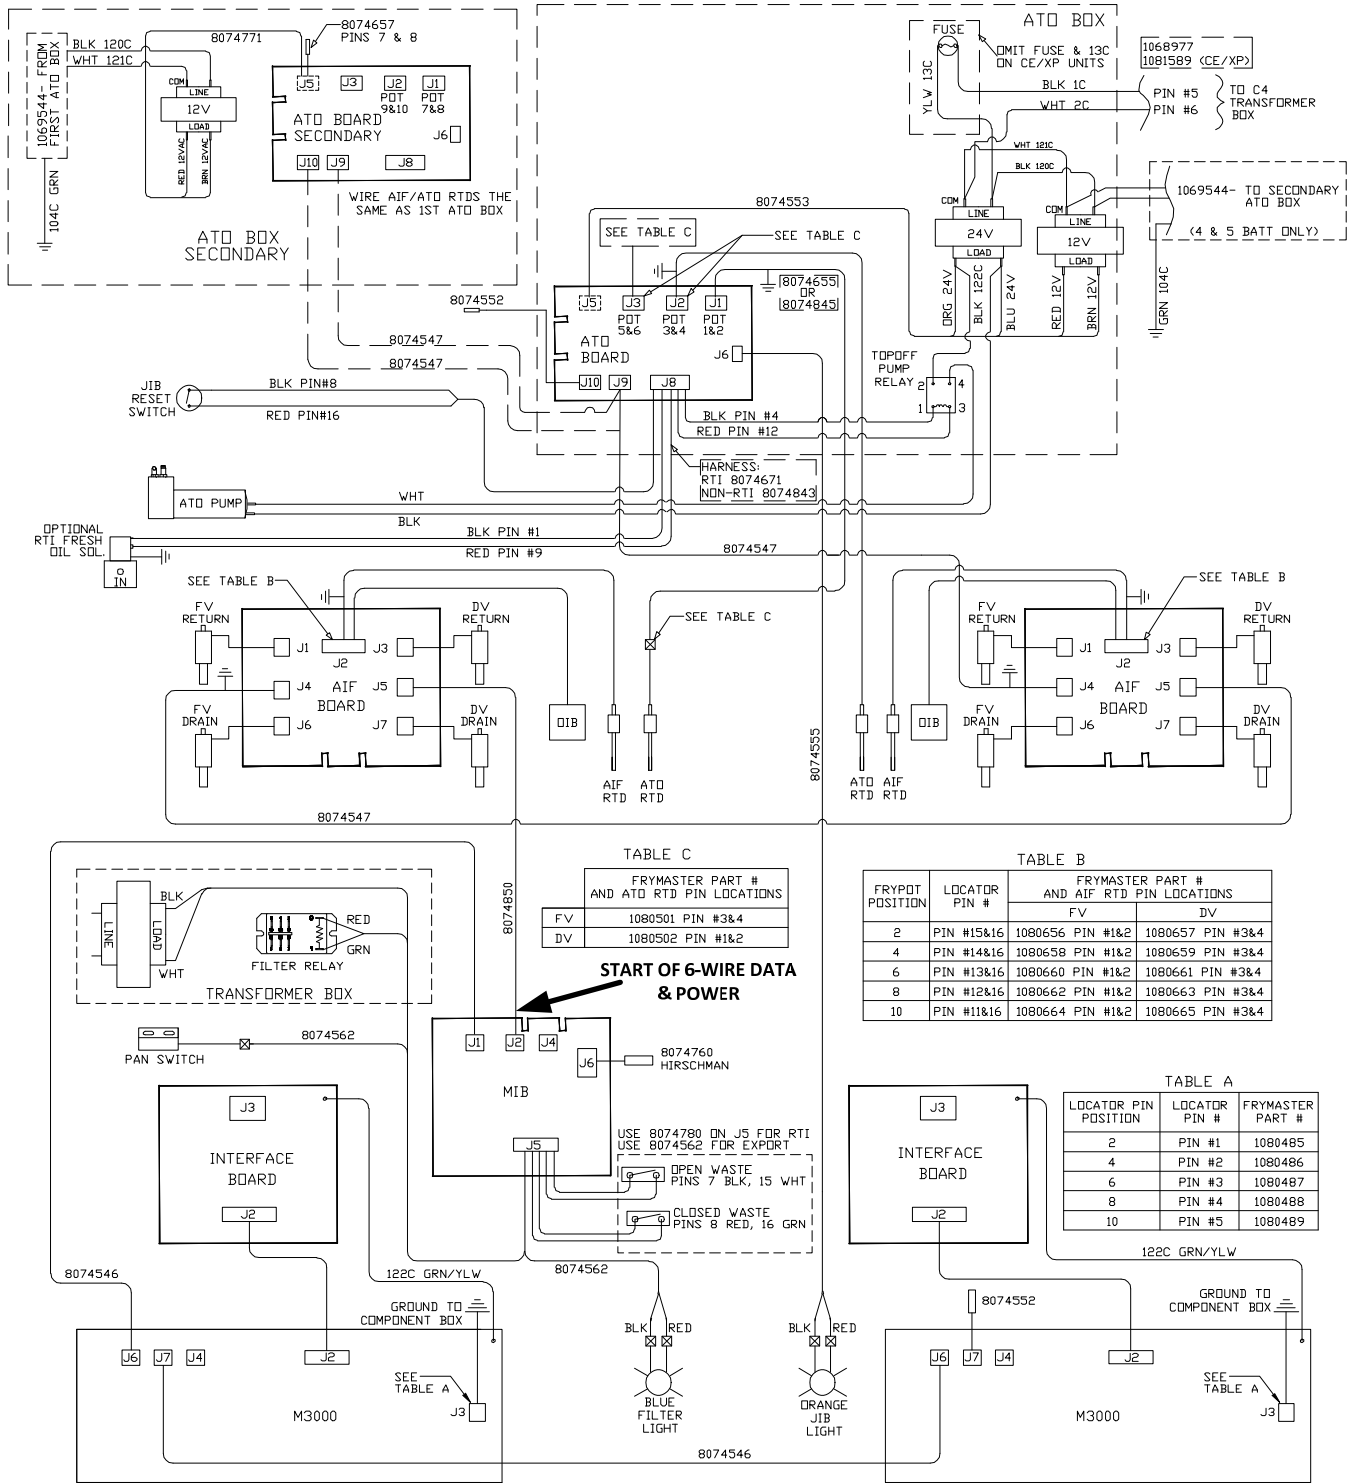 8074657
PINS 7 & 8
8074771
BLK 120C
WHT 121C
1069544- FROM
FIRST ATO BOX
COM
LINE
12V
LOAD
RED 12VAC
BRN 12VAC
104C GRN
J5
J3
J2
J1
POT
9&10
POT
7&8
ATO BOARD
SECONDARY
J6
J10
J9
J8
WIRE AIF/ATO RTDS THE
SAME AS 1ST ATO BOX
ATO BOX
SECONDARY
ATO BOX
FUSE
OMIT FUSE & 13C
ON CE/XP UNITS
YLW 13C
1068977
1081589 (CE/XP)
BLK 1C
WHT 2C
PIN #5
PIN #6
TO C4
TRANSFORMER
BOX
WHT 121C
BLK 120C
1069544- TO SECONDARY
ATO BOX
(4 & 5 BATT ONLY)
GRN 104C
COM
LINE
24V
LOAD
COM
LINE
12V
LOAD
ORG 24V
BLK 122C
BLU 24V
RED 12V
BRN 12V
8074553
SEE TABLE C
SEE TABLE C
8074655
OR
8074845
8074552
J5
J3
J2
J1
POT
5&6
POT
3&4
POT
1&2
ATO
BOARD
J6
J10
J9
J8
TOPOFF
PUMP
RELAY
2
4
1
3
8074547
8074547
JIB
RESET
SWITCH
BLK PIN#8
RED PIN#16
BLK PIN #4
RED PIN #12
HARNESS:
RTI 8074671
NON-RTI 8074843
ATO PUMP
WHT
BLK
OPTIONAL
RTI FRESH
OIL SOL.
IN
BLK PIN #1
RED PIN #9
8074547
SEE TABLE B
FV
RETURN
DV
RETURN
J1
J2
J3
J4
AIF
BOARD
J5
J6
J7
FV
DRAIN
DV
DRAIN
OIB
AIF
RTD
ATO
RTD
SEE TABLE C
8074555
ATO
RTD
AIF
RTD
OIB
SEE TABLE B
FV
RETURN
DV
RETURN
J1
J2
J3
J4
AIF
BOARD
J5
J6
J7
FV
DRAIN
DV
DRAIN
8074547
TABLE C
FRYMASTER PART #
AND ATO RTD PIN LOCATIONS
FV 1080501 PIN #3&4
DV 1080502 PIN #1&2
TABLE B
FRYPOT
POSITION
LOCATOR
PIN #
FRYMASTER PART #
AND AIF RTD PIN LOCATIONS
FV DV
2 PIN #15&16 1080656 PIN #1&2 1080657 PIN #3&4
4 PIN #14&16 1080658 PIN #1&2 1080659 PIN #3&4
6 PIN #13&16 1080660 PIN #1&2 1080661 PIN #3&4
8 PIN #12&16 1080662 PIN #1&2 1080663 PIN #3&4
10 PIN #11&16 1080664 PIN #1&2 1080665 PIN #3&4
8074850
LINE
LOAD
BLK
WHT
RED
GRN
FILTER RELAY
TRANSFORMER BOX
START OF 6-WIRE DATA
& POWER
PAN SWITCH
8074562
J1
J2
J4
J6
8074760
HIRSCHMAN
MIB
J5
USE 8074780 ON J5 FOR RTI
USE 8074562 FOR EXPORT
OPEN WASTE
PINS 7 BLK, 15 WHT
CLOSED WASTE
PINS 8 RED, 16 GRN
8074562
TABLE A
LOCATOR PIN
POSITION
LOCATOR
PIN #
FRYMASTER
PART #
2 PIN #1 1080485
4 PIN #2 1080486
6 PIN #3 1080487
8 PIN #4 1080488
10 PIN #5 1080489
J3
INTERFACE
BOARD
J2
J3
INTERFACE
BOARD
J2
8074546
122C GRN/YLW
GROUND TO
COMPONENT BOX
J6
J7
J4
J2
SEE
TABLE A
J3
M3000
BLK
RED
BLUE
FILTER
LIGHT
BLK
RED
ORANGE
JIB
LIGHT
8074552
122C GRN/YLW
GROUND TO
COMPONENT BOX
J6
J7
J4
J2
SEE
TABLE A
J3
M3000
8074546